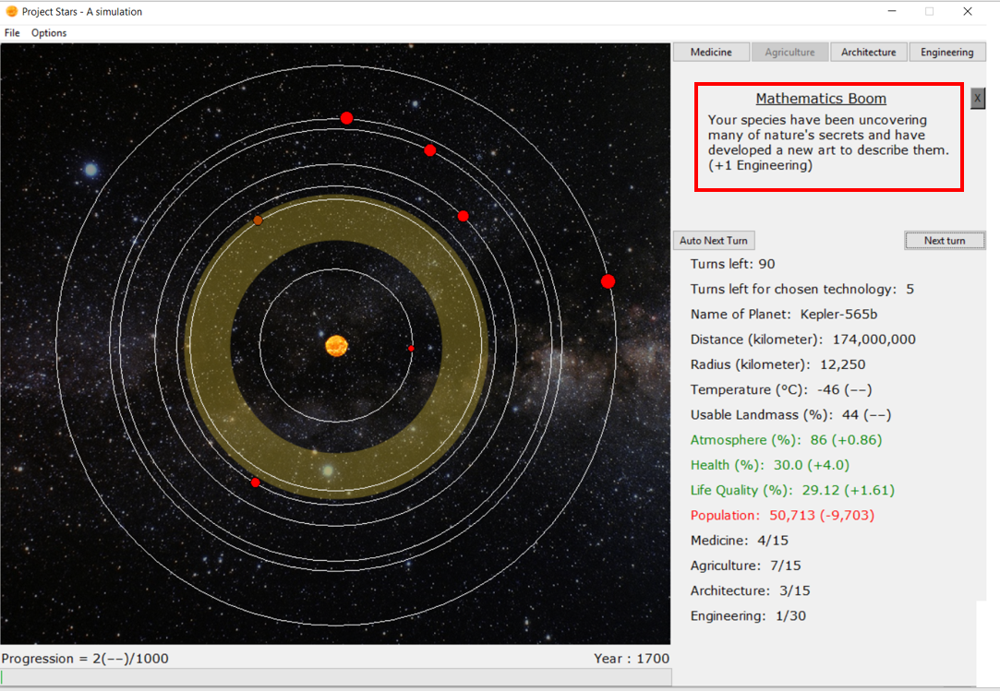 Project Stars - A simulation
File Options
Medicine Agriculture Architecture Engineering
Mathematics Boom
X
Your species have been uncovering
many of nature's secrets and have
developed a new art to describe them.
(+1 Engineering)
Auto Next Turn Next turn
Turns left: 90
Turns left for chosen technology: 5
Name of Planet: Kepler-565b
Distance (kilometer): 174,000,000
Radius (kilometer): 12,250
Temperature (ºC): -46 (--)
Usable Landmass (%): 44 (--)
Atmosphere (%): 86 (+0.86)
Health (%): 30.0 (+4.0)
Life Quality (%): 29.12 (+1.61)
Population: 50,713 (-9,703)
Medicine: 4/15
Agriculture: 7/15
Architecture: 3/15
Engineering: 1/30
Progression = 2(--)/1000 Year : 1700